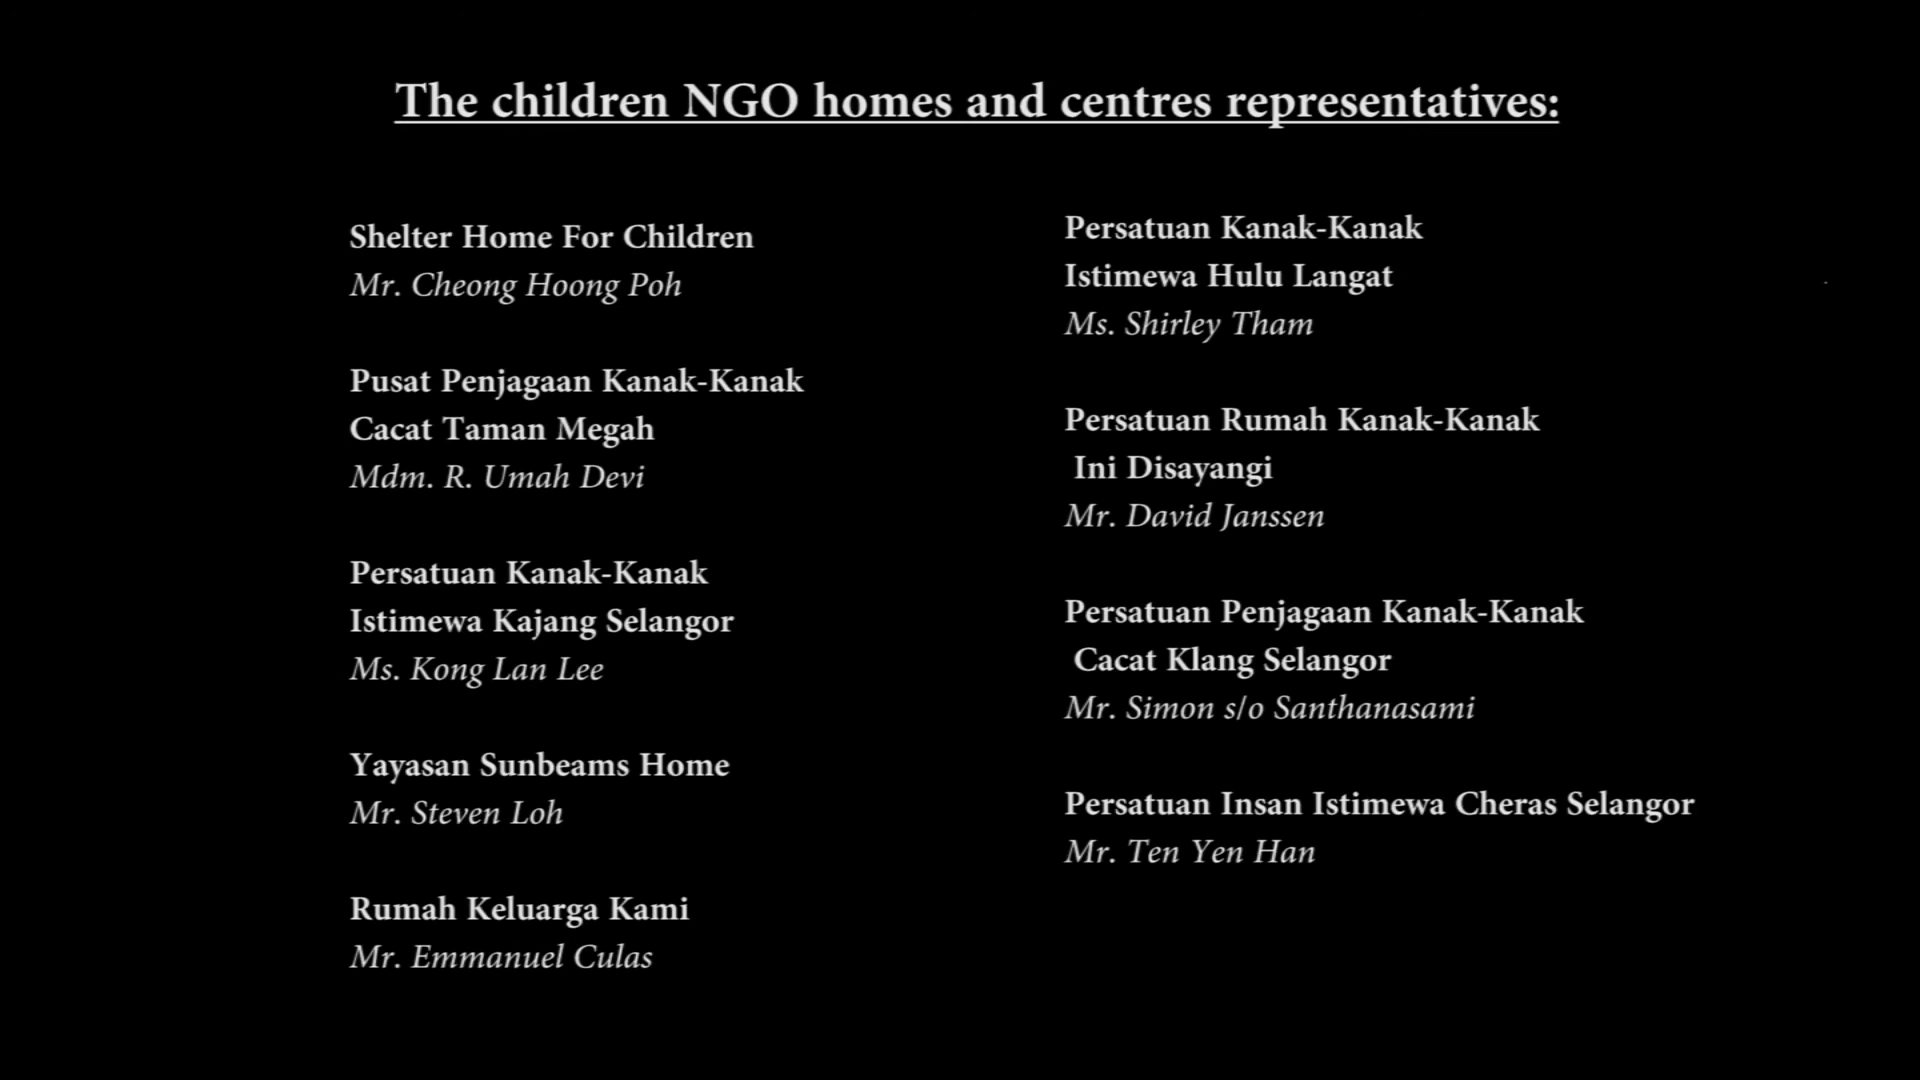 The children NGO homes and centres representatives:
Shelter Home For Children
Mr. Cheong Hoong Poh
Pusat Penjagaan Kanak-Kanak
Cacat Taman Megah
Mdm. R. Umah Devi
Persatuan Kanak-Kanak
Istimewa Kajang Selangor
Ms. Kong Lan Lee
Yayasan Sunbeams Home
Mr. Steven Loh
Rumah Keluarga Kami
Mr. Emmanuel Culas
Persatuan Kanak-Kanak
Istimewa Hulu Langat
Ms. Shirley Tham
Persatuan Rumah Kanak-Kanak
Ini Disayangi
Mr. David Janssen
Persatuan Penjagaan Kanak-Kanak
Cacat Klang Selangor
Mr. Simon s/o Santhanasami
Persatuan Insan Istimewa Cheras Selangor
Mr. Ten Yen Han